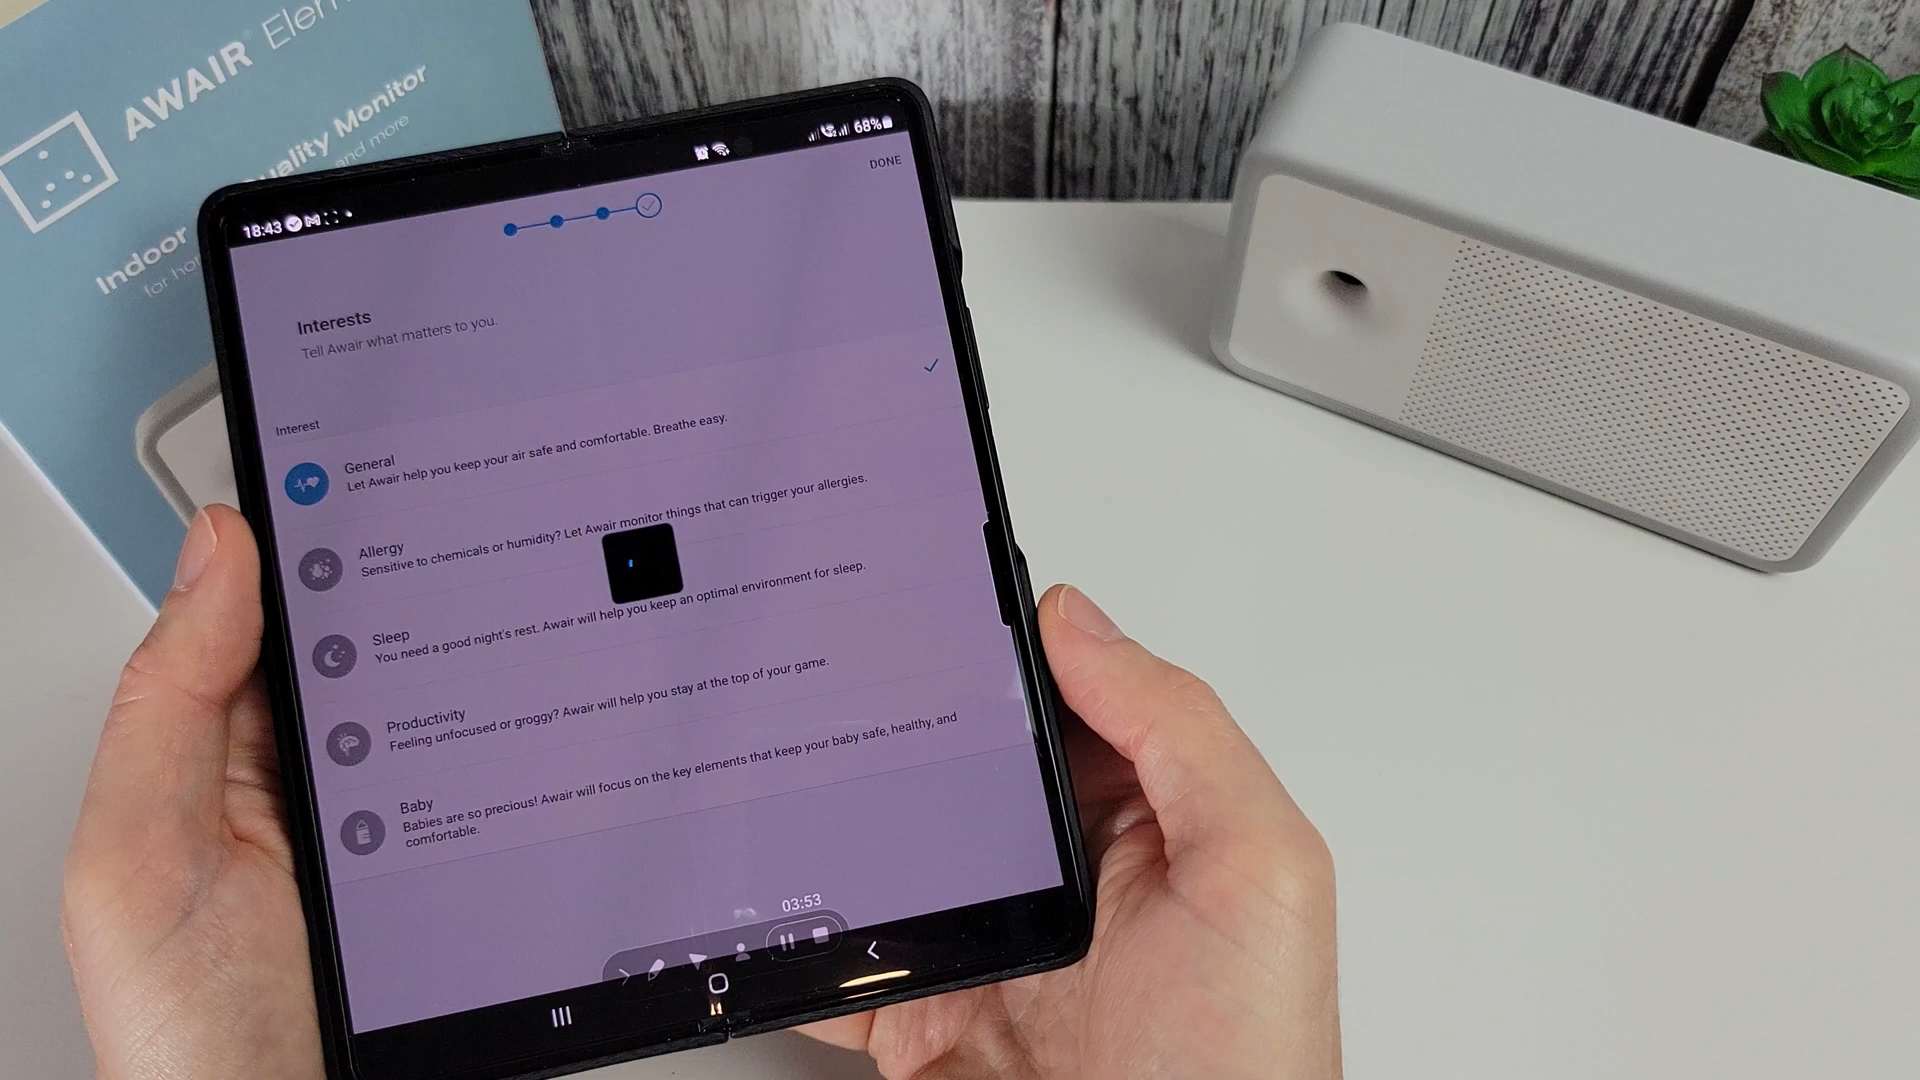 AWAIR Elem
uality Monitor
and more
Indoor
for ho
18:43
68%
DONE
Interests
Tell Awair what matters to you.
Interest
General
Let Awair help you keep your air safe and comfortable. Breathe easy.
Allergy
Sensitive to chemicals or humidity? Let Awair monitor things that can trigger your allergies.
Sleep
You need a good night's rest. Awair will help you keep an optimal environment for sleep.
Productivity
Feeling unfocused or groggy? Awair will help you stay at the top of your game.
Baby
Babies are so precious! Awair will focus on the key elements that keep your baby safe, healthy, and
comfortable.
03:53